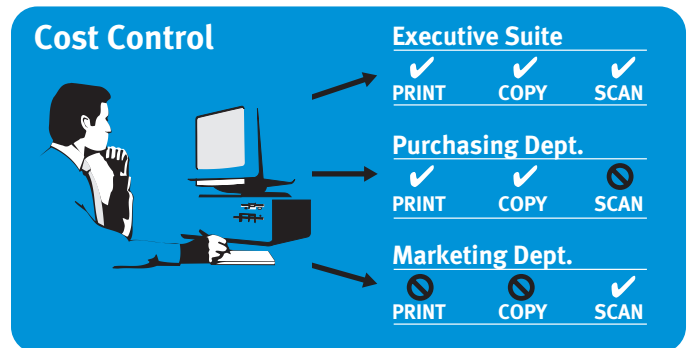 Cost Control
Executive Suite
PRINT COPY SCAN
Purchasing Dept.
PRINT COPY SCAN
Marketing Dept.
PRINT COPY SCAN